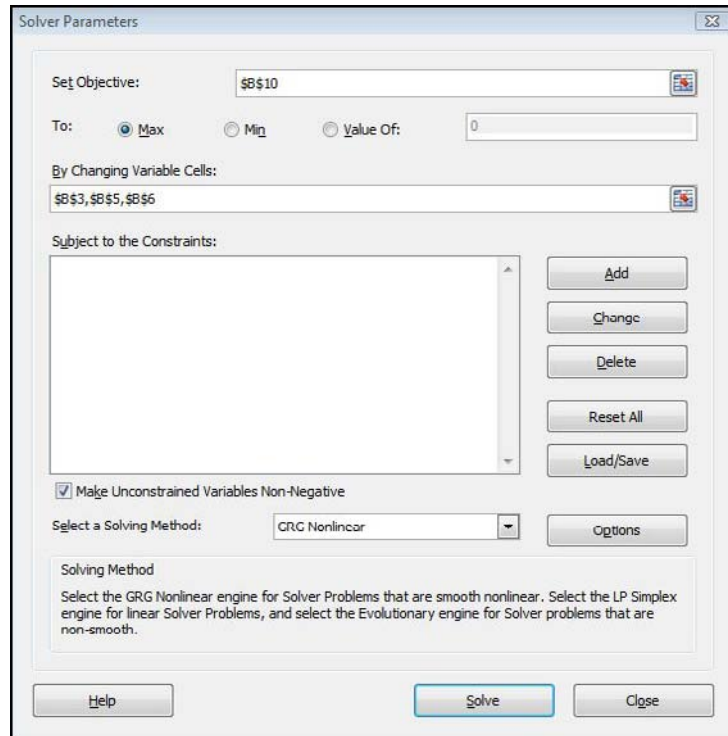 Solver Parameters
Set Objective: $B$10
To: Max Min Value Of: 0
By Changing Variable Cells:
$B$3,$B$5,$B$6
Subject to the Constraints:
Add
Change
Delete
Reset All
Load/Save
Make Unconstrained Variables Non-Negative
Select a Solving Method: GRG Nonlinear Options
Solving Method
Select the GRG Nonlinear engine for Solver Problems that are smooth nonlinear. Select the LP Simplex
engine for linear Solver Problems, and select the Evolutionary engine for Solver problems that are
non-smooth.
Help Solve Close